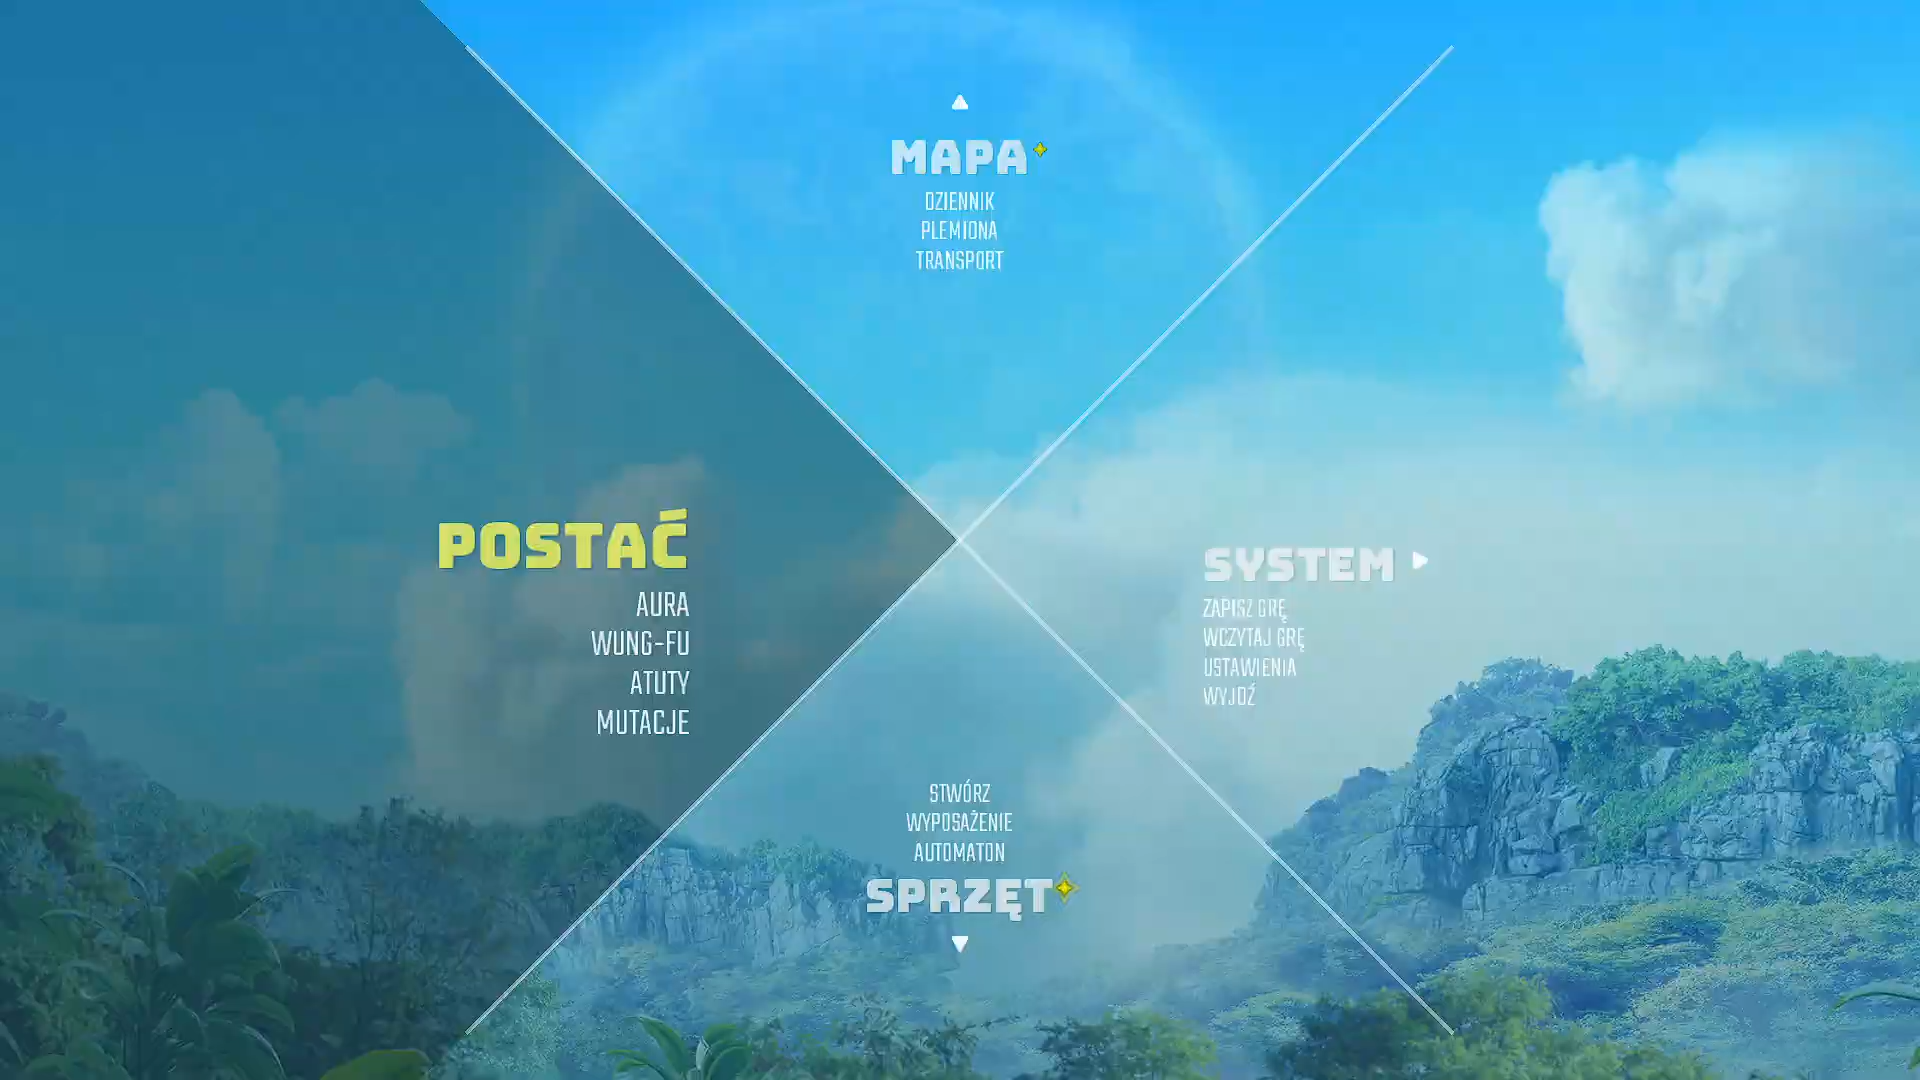 MAPA
DZIENNIK
PLEMIONA
TRANSPORT
POSTAĆ
AURA
WUNG-FU
ATUTY
MUTACJE
SYSTEM
ZAPISZ GRĘ
WCZYTAJ GRĘ
USTAWIENIA
WYJDŹ
STWÓRZ
WYPOSAŻENIE
AUTOMATON
SPRZĘT